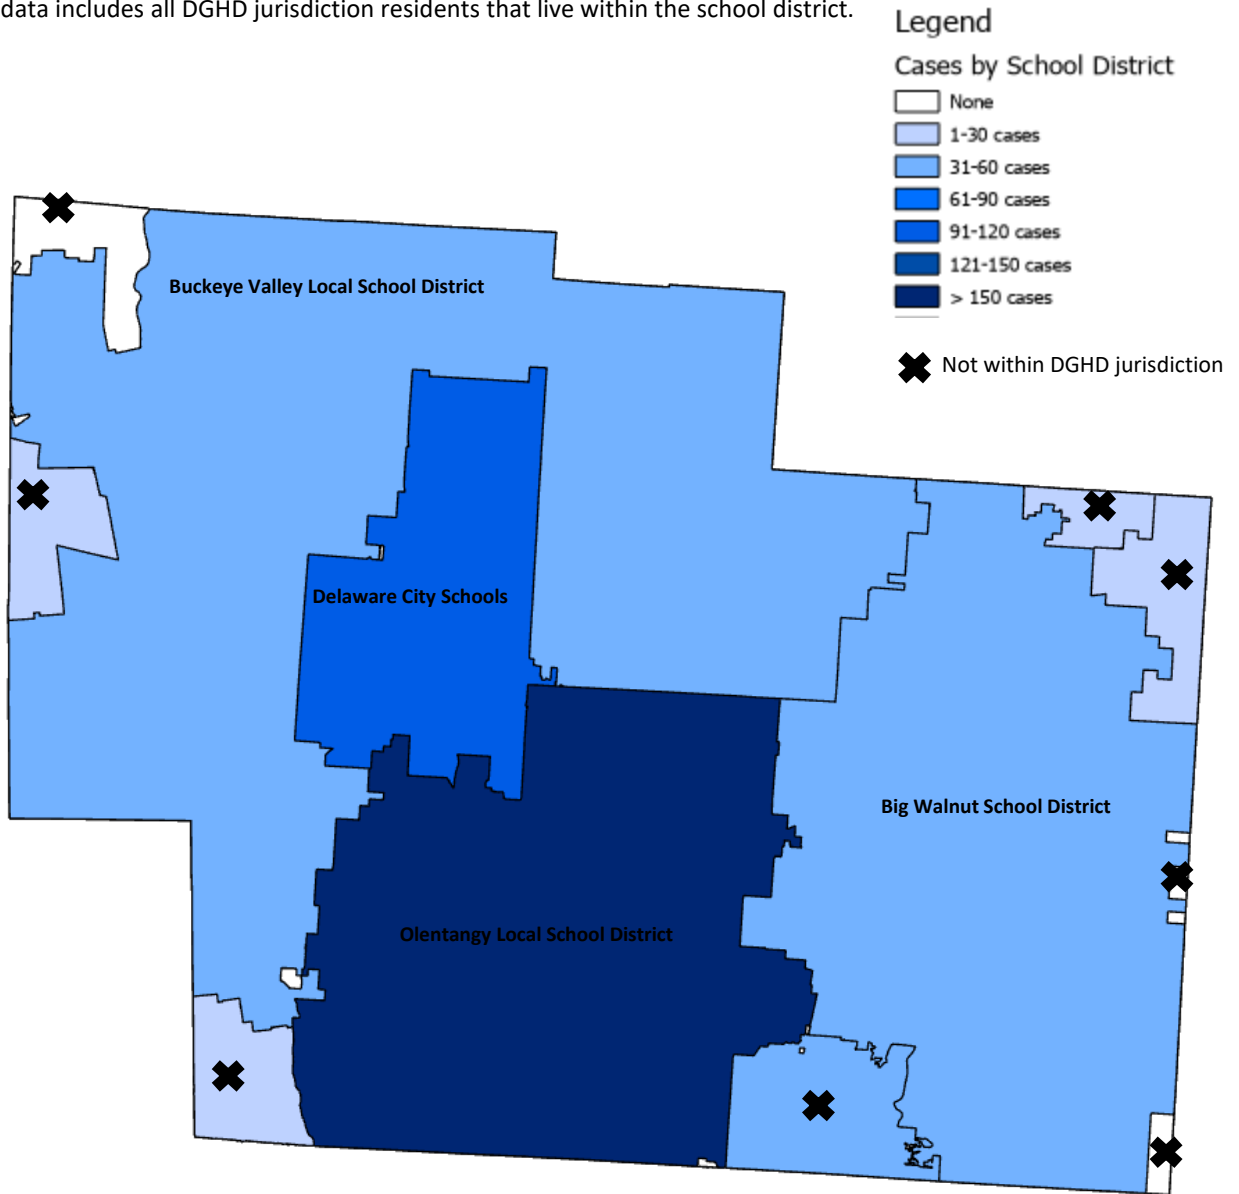 data includes all DGHD jurisdiction residents that live within the school district.
Legend
Cases by School District
None
1-30 cases
31-60 cases
61-90 cases
91-120 cases
121-150 cases
> 150 cases
Not within DGHD jurisdiction
Buckeye Valley Local School District
Delaware City Schools
Big Walnut School District
Olentangy Local School District